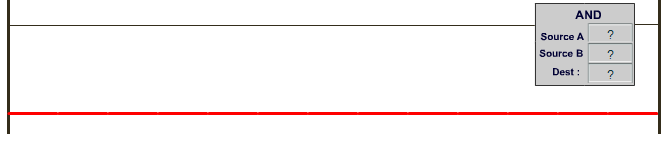 AND
Source A ?
Source B ?
Dest : ?